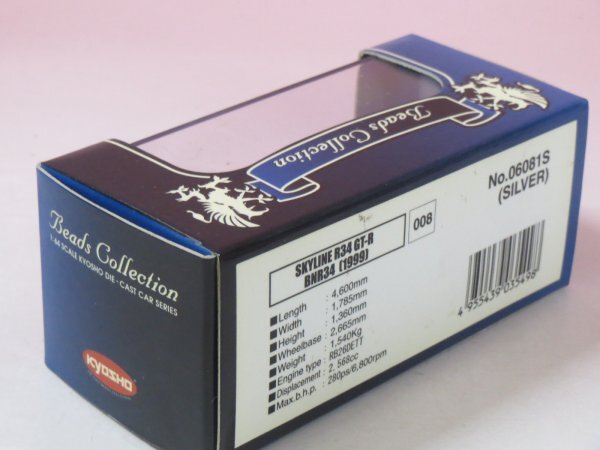 Beads Collection
Beads Collection
1/64 SCALE KYOSHO DIE-CAST CAR SERIES
KYOSHO
SKYLINE R34 GT-R
BNR34 (1999)
008
No.06081S
(SILVER)
■Length : 4,600mm
■Width : 1,785mm
■Height : 1,360mm
■Wheelbase : 2,665mm
■Weight : 1,540Kg
■Engine type : RB26DETT
■Displacement : 2,568cc
■Max.b.h.p. : 280ps/6,800rpm
4 955439 035498